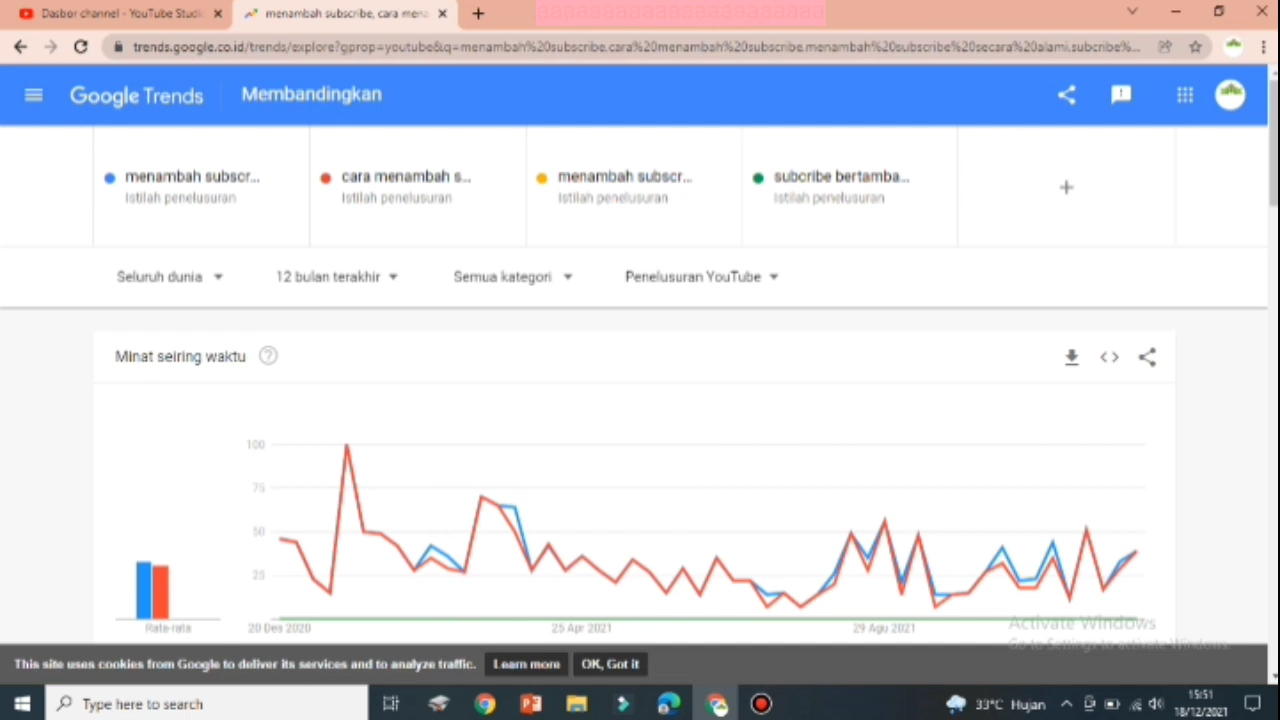 Dasbor channel - YouTube Studi
menambah subscribe, cara mena
trends.google.co.id/trends/explore?gprop=youtube&q=menambah%20subscribe,cara%20menambah%20subscribe,menambah%20subscribe%20secara%20alami,subcribe%...
Google Trends
Membandingkan
menambah subscr...
Istilah penelusuran
cara menambah s...
Istilah penelusuran
menambah subscr...
Istilah penelusuran
subcribe bertamba...
Istilah penelusuran
+
Seluruh dunia
12 bulan terakhir
Semua kategori
Penelusuran YouTube
Minat seiring waktu
100
75
50
25
Rata-rata
20 Des 2020
25 Apr 2021
29 Agu 2021
Activate Windows
Go to Settings to activate Windows.
This site uses cookies from Google to deliver its services and to analyze traffic.
Learn more
OK, Got it
Type here to search
33°C Hujan
15:51
18/12/2021